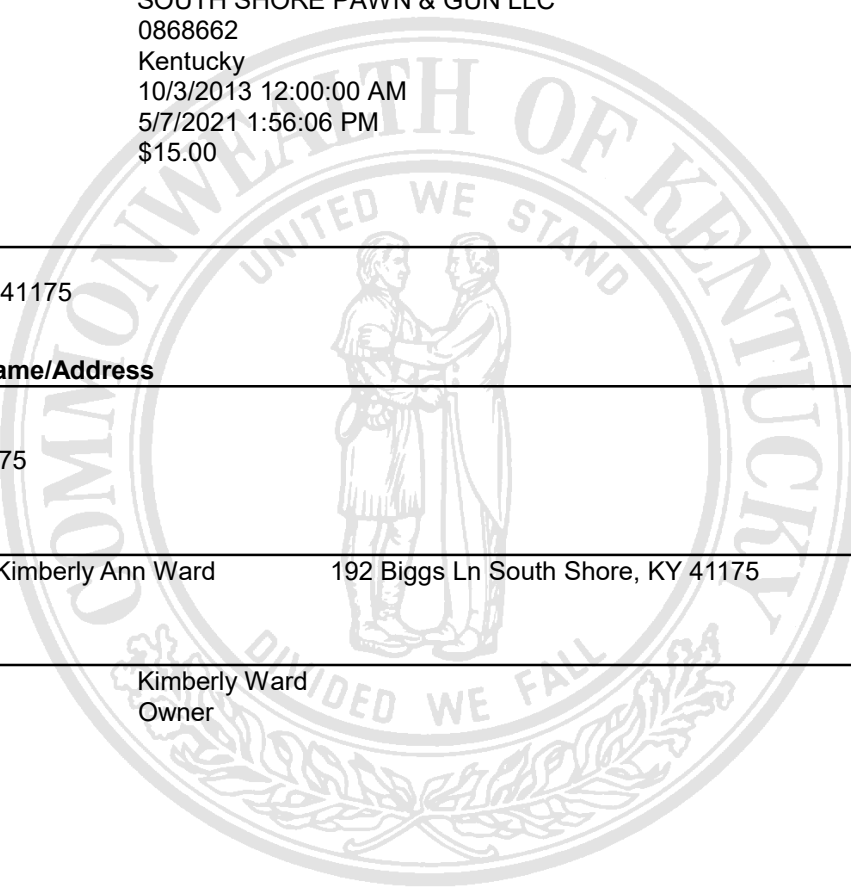 SOUTH SHORE PAWN & GUN LLC
0868662
Kentucky
10/3/2013 12:00:00 AM
5/7/2021 1:56:06 PM
$15.00
COMMONWEALTH OF KENTUCKY
UNITED WE STAND
41175
ame/Address
75
Kimberly Ann Ward 192 Biggs Ln South Shore, KY 41175
DIVIDED WE FALL
Kimberly Ward
Owner